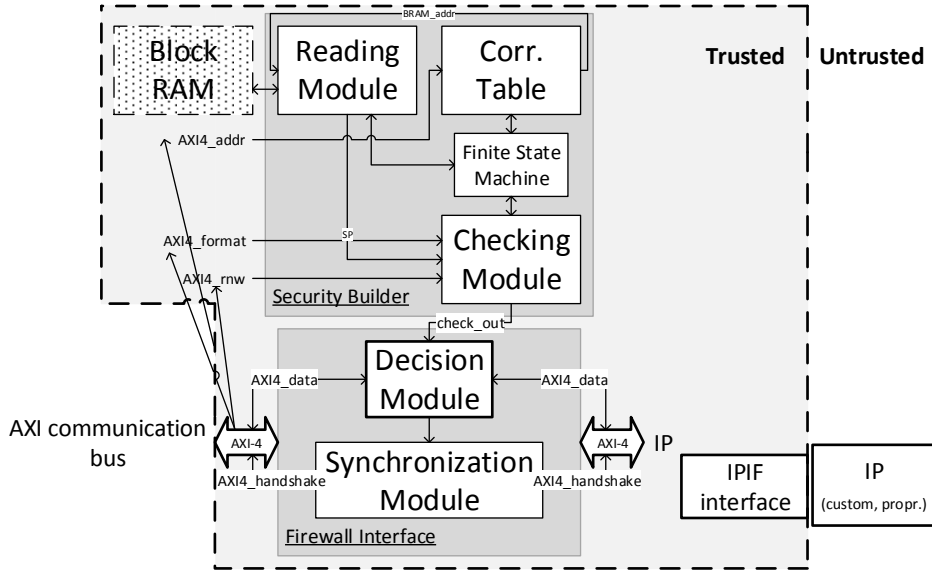 BRAM_addr
Block
RAM
Reading
Module
Corr.
Table
Trusted
Untrusted
AXI4_addr
Finite State
Machine
SP
AXI4_format
AXI4_rnw
Checking
Module
Security Builder
check_out
Decision
Module
AXI4_data
AXI4_data
AXI communication
bus
AXI-4
AXI-4
IP
Synchronization
Module
AXI4_handshake
AXI4_handshake
IPIF
interface
IP
(custom, propr.)
Firewall Interface